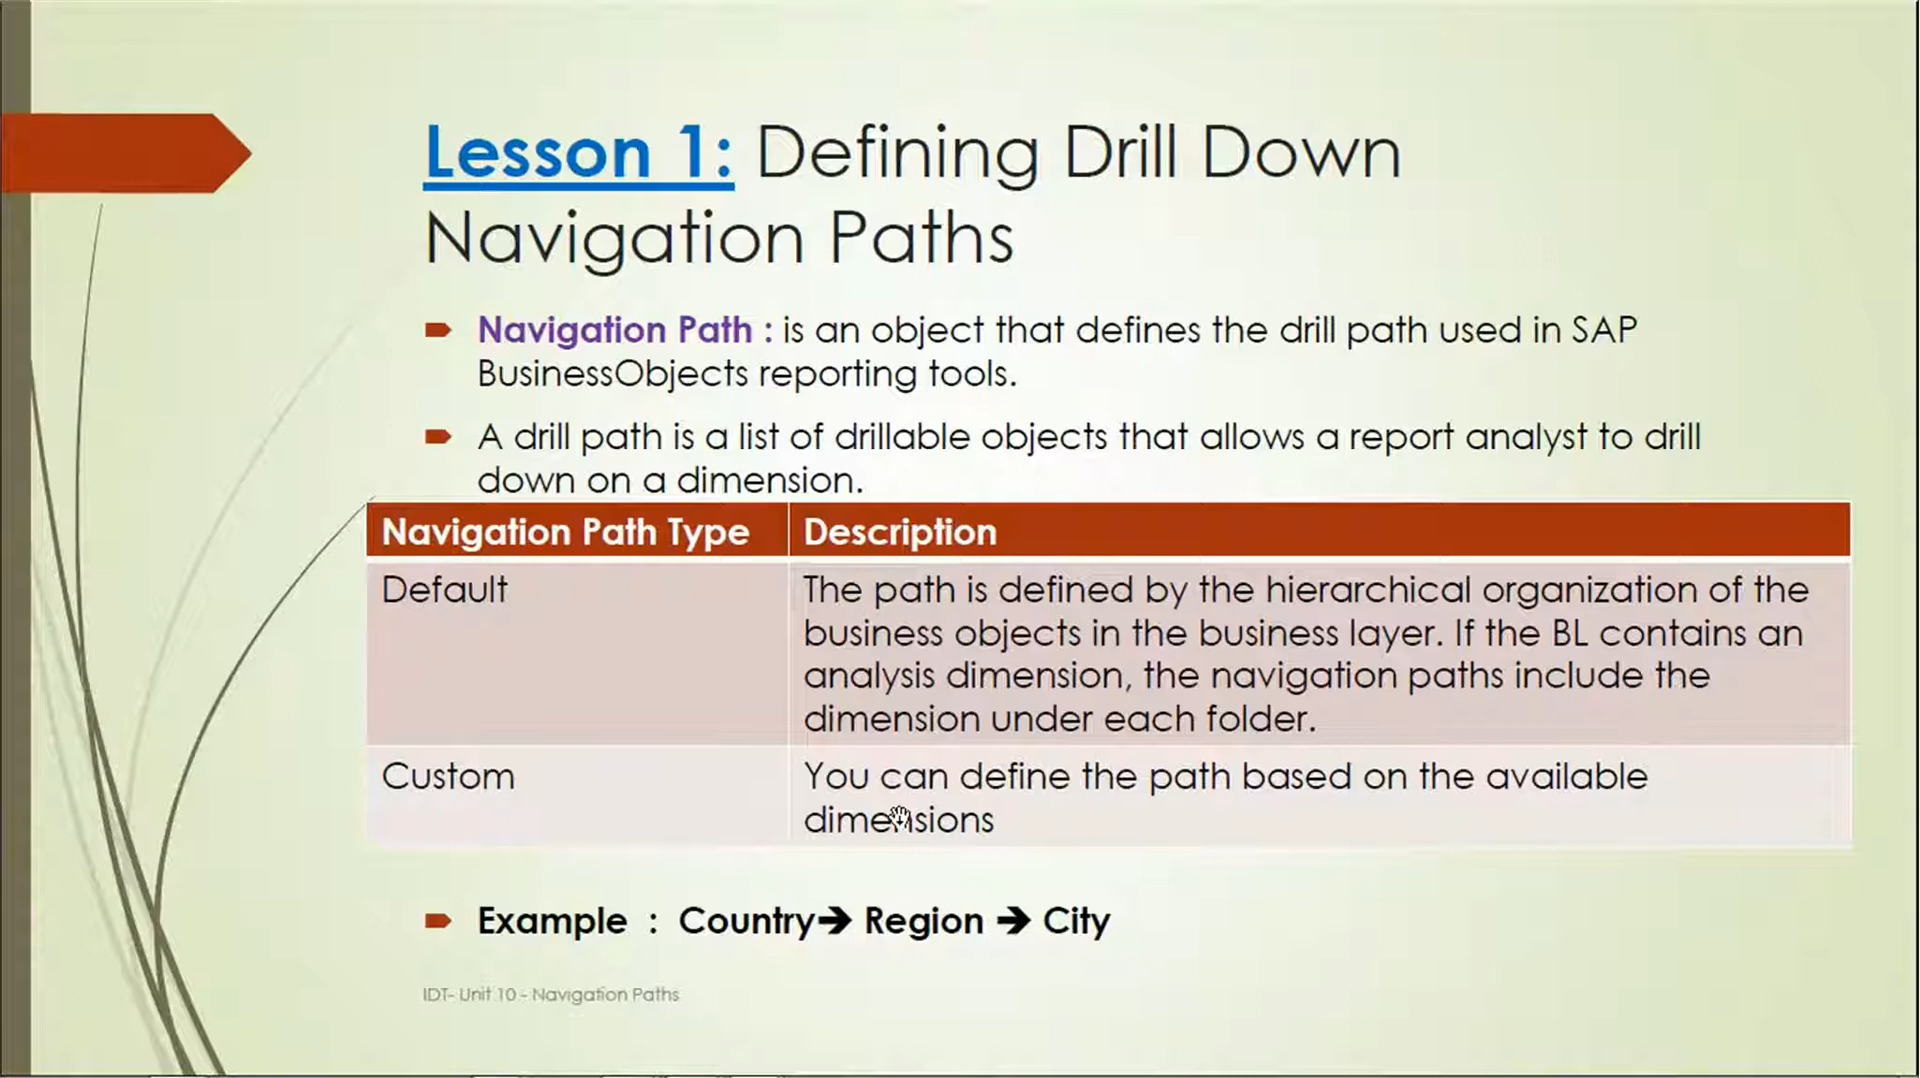 Lesson 1: Defining Drill Down
Navigation Paths
Navigation Path : is an object that defines the drill path used in SAP
BusinessObjects reporting tools.
A drill path is a list of drillable objects that allows a report analyst to drill
down on a dimension.
Navigation Path Type Description
Default The path is defined by the hierarchical organization of the
business objects in the business layer. If the BL contains an
analysis dimension, the navigation paths include the
dimension under each folder.
Custom You can define the path based on the available
dimensions
Example : Country➔ Region ➔ City
IDT- Unit 10 - Navigation Paths